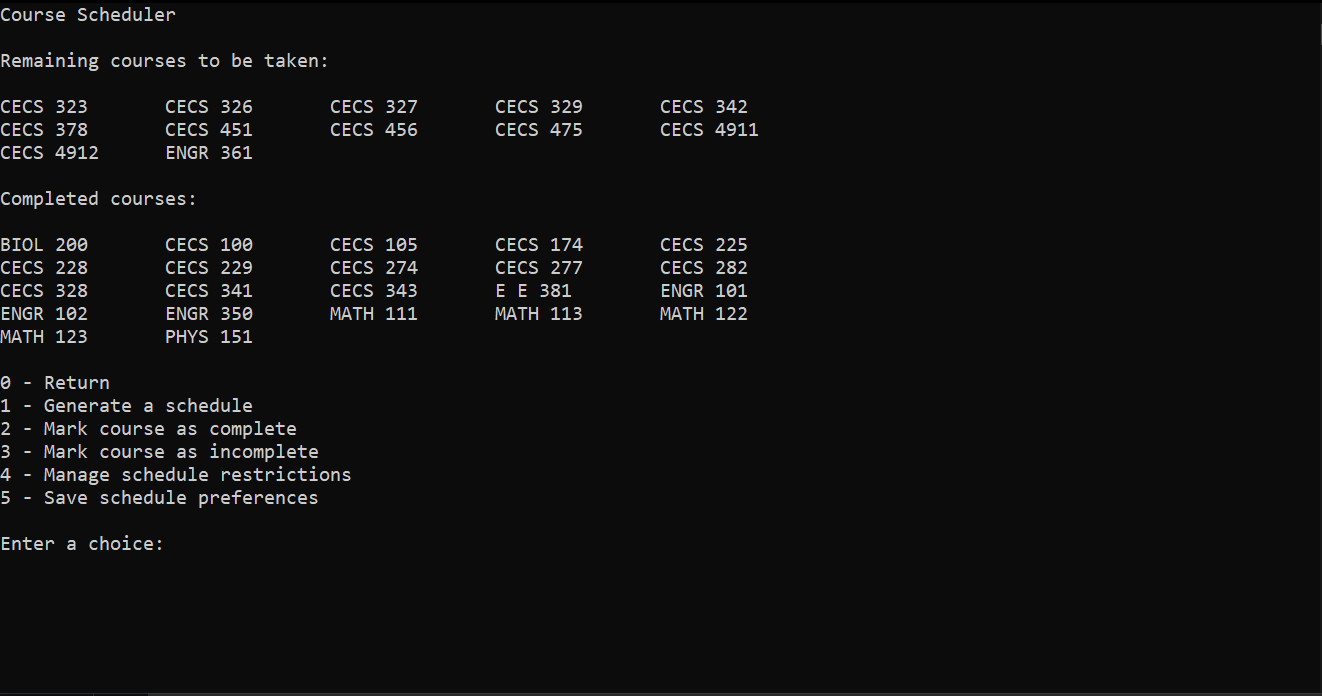 Course Scheduler
Remaining courses to be taken:
CECS 323 CECS 326 CECS 327 CECS 329 CECS 342
CECS 378 CECS 451 CECS 456 CECS 475 CECS 4911
CECS 4912 ENGR 361
Completed courses:
BIOL 200 CECS 100 CECS 105 CECS 174 CECS 225
CECS 228 CECS 229 CECS 274 CECS 277 CECS 282
CECS 328 CECS 341 CECS 343 E E 381 ENGR 101
ENGR 102 ENGR 350 MATH 111 MATH 113 MATH 122
MATH 123 PHYS 151
0 - Return
1 - Generate a schedule
2 - Mark course as complete
3 - Mark course as incomplete
4 - Manage schedule restrictions
5 - Save schedule preferences
Enter a choice: